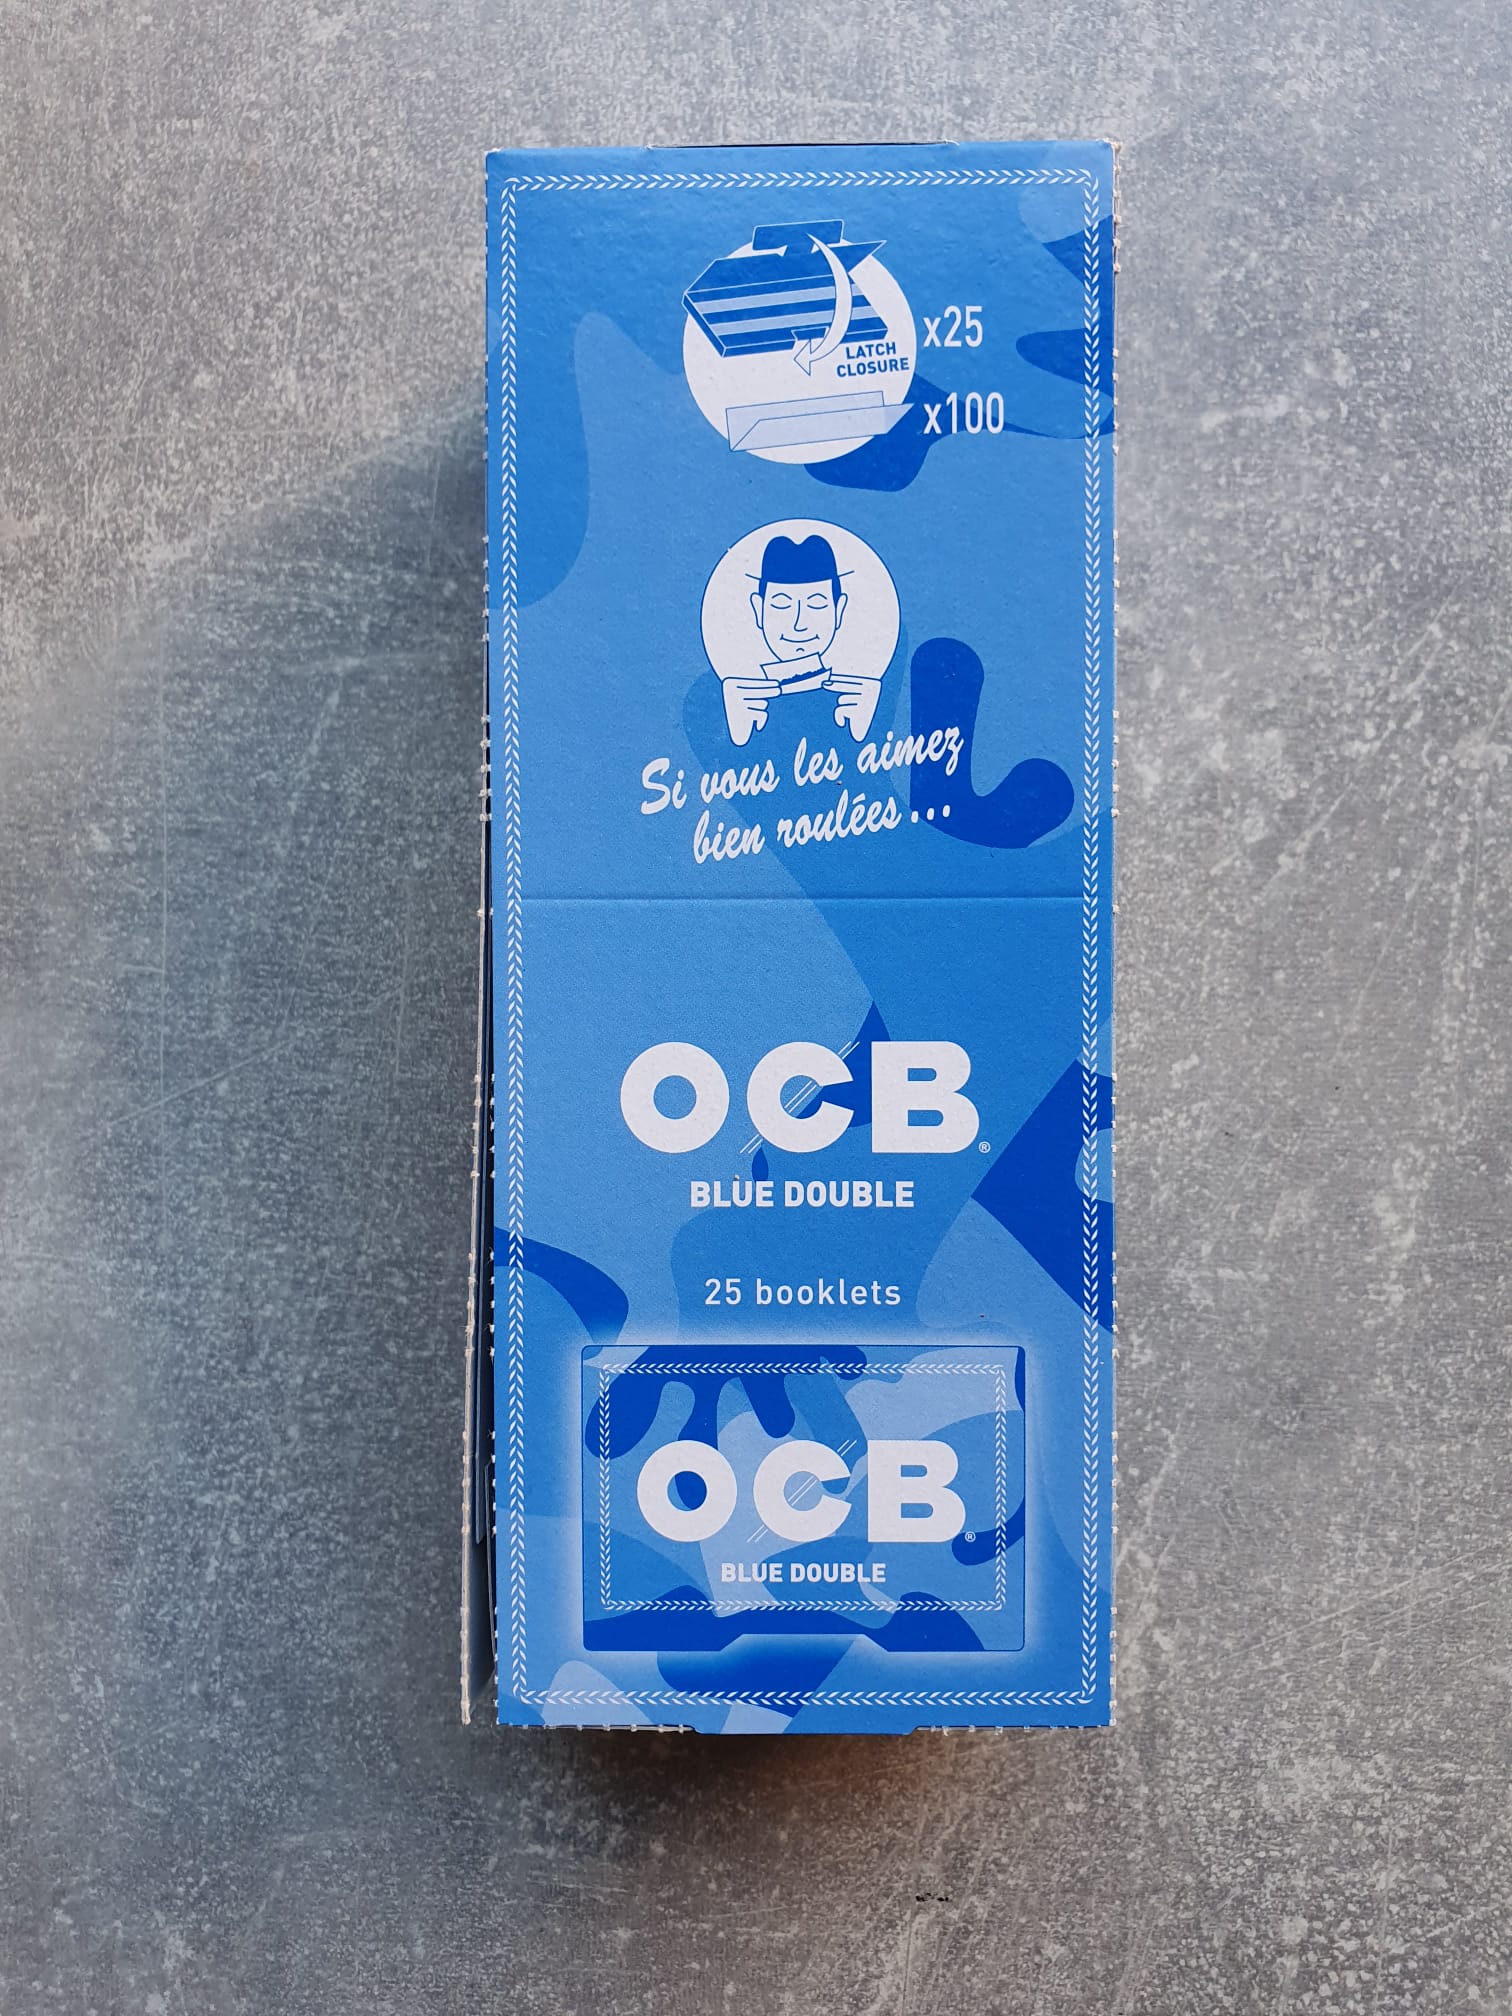 x25
LATCH
CLOSURE
x100
Si vous les aimez
bien roulées...
OCB®
BLUE DOUBLE
25 booklets
OCB®
BLUE DOUBLE